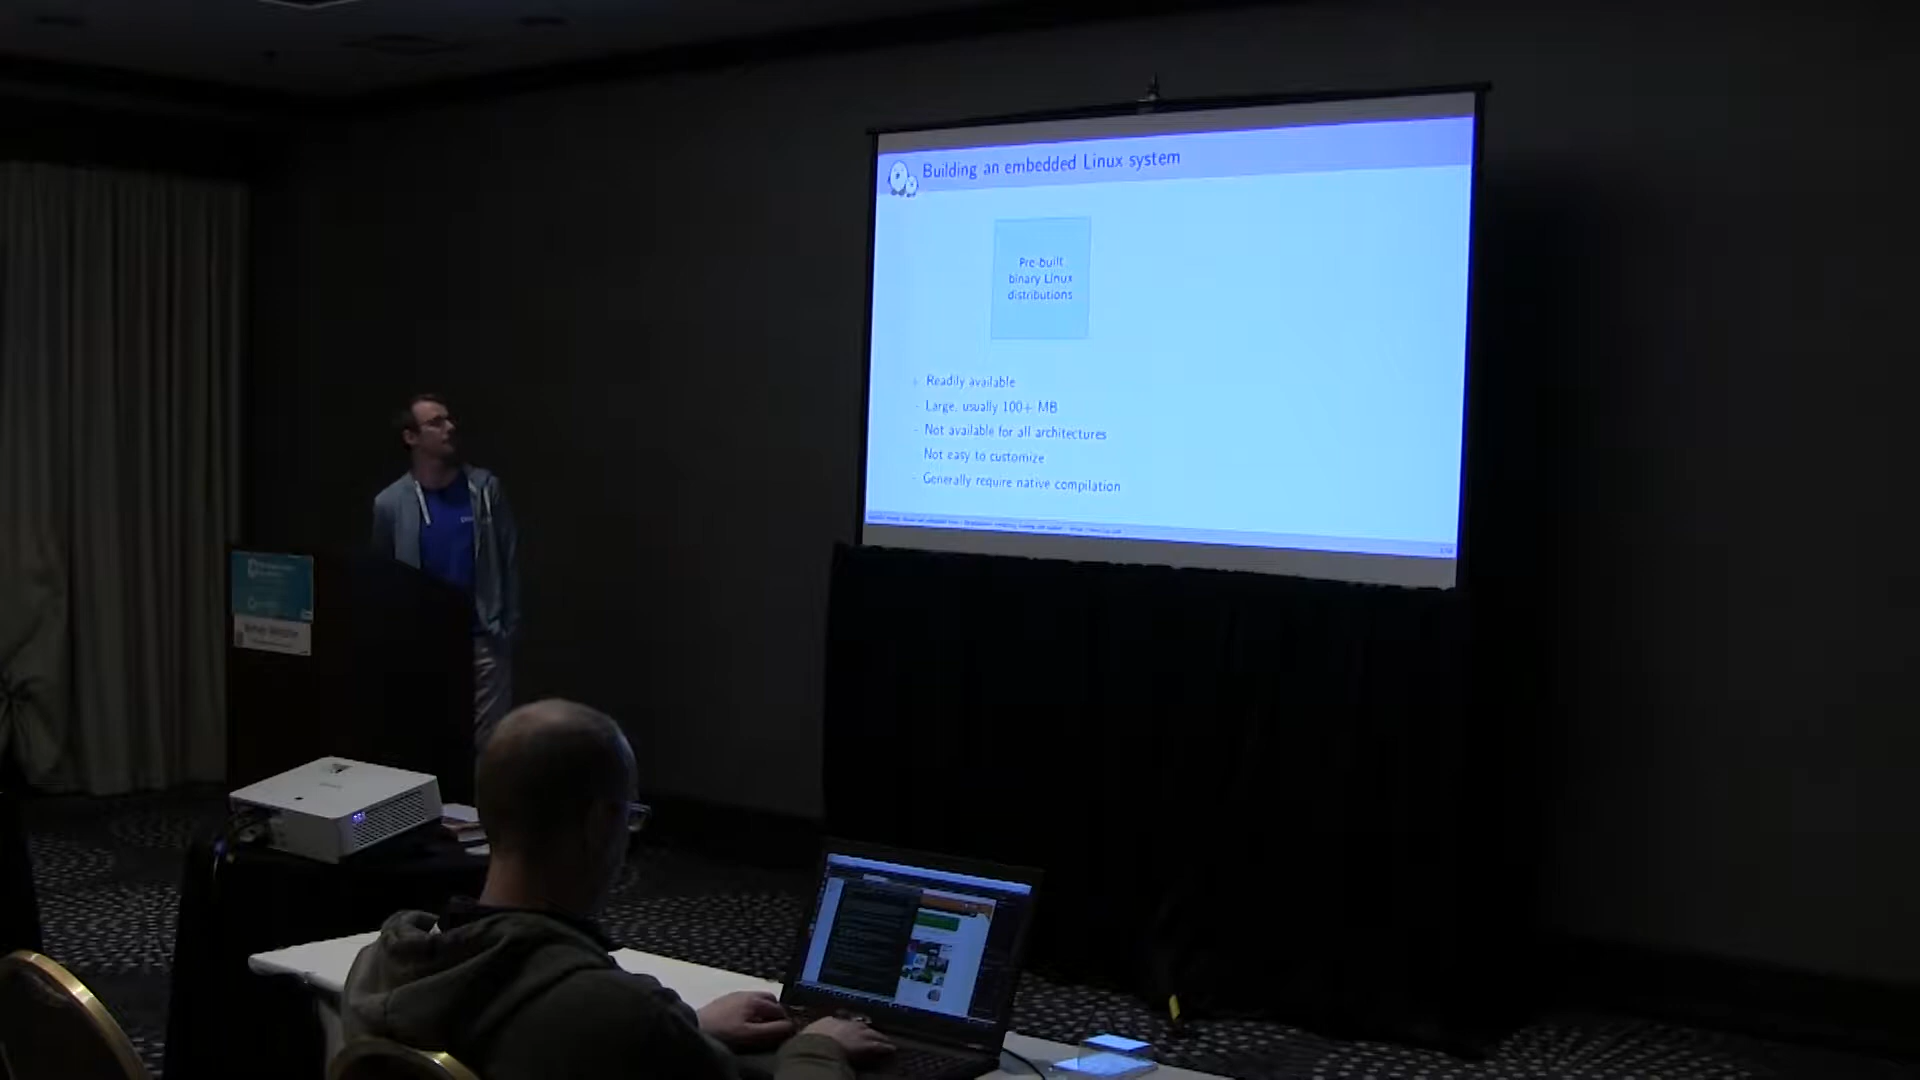 Building an embedded Linux system
Pre-built
binary Linux
distributions
+ Readily available
- Large, usually 100+ MB
- Not available for all architectures
Not easy to customize
- Generally require native compilation